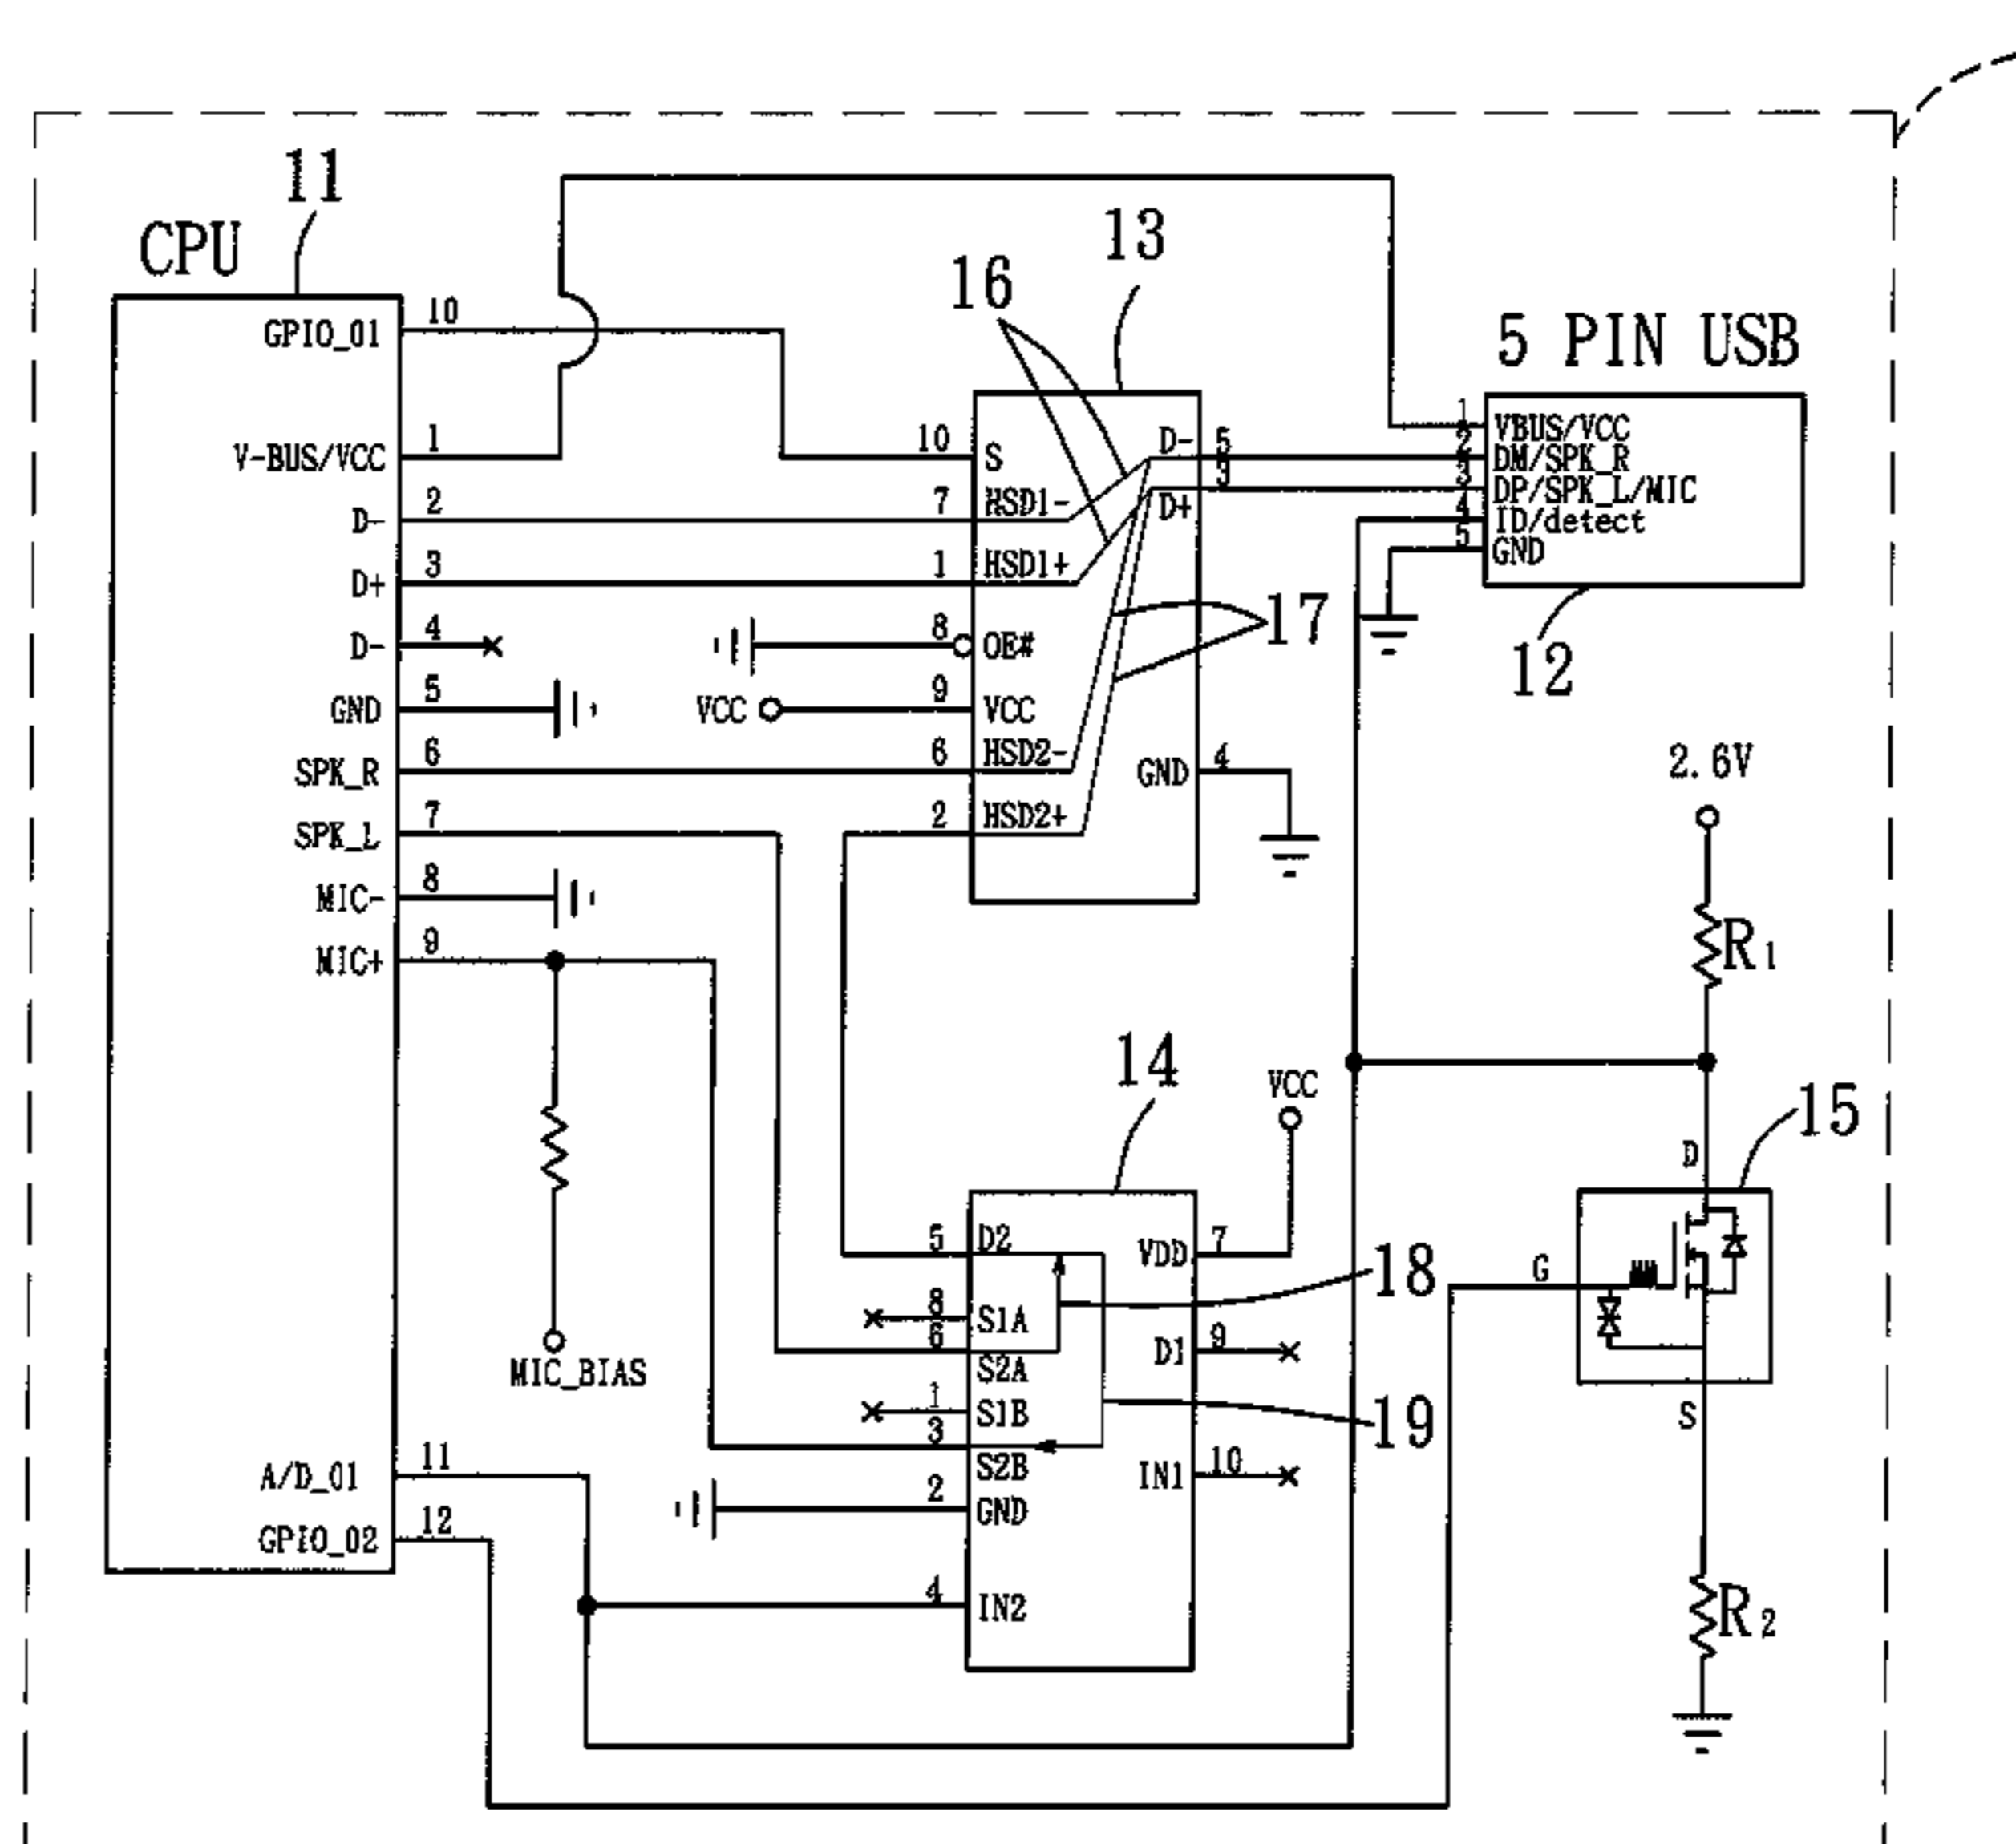 11
CPU
13
16
5 PIN USB
10
GPIO_01
V-BUS/VCC 1
D- 2
D+ 3
D- 4
GND 5
SPK_R 6
SPK_L 7
MIC- 8
MIC+ 9
A/D_01 11
GPIO_02 12
10 S
7 HSD1-
1 HSD1+
8 OE#
VCC 9 VCC
6 HSD2-
2 HSD2+
D- 5
D+
GND 4
17
1 VBUS/VCC
2 DM/SPK_R
3 DP/SPK_L/MIC
4 ID/detect
5 GND
12
2.6V
R1
14
VCC
15
D
G
S
R2
MIC_BIAS
5 D2
8 S1A
6 S2A
1 S1B
3 S2B
2 GND
4 IN2
VDD 7
D1 9
IN1 10
18
19